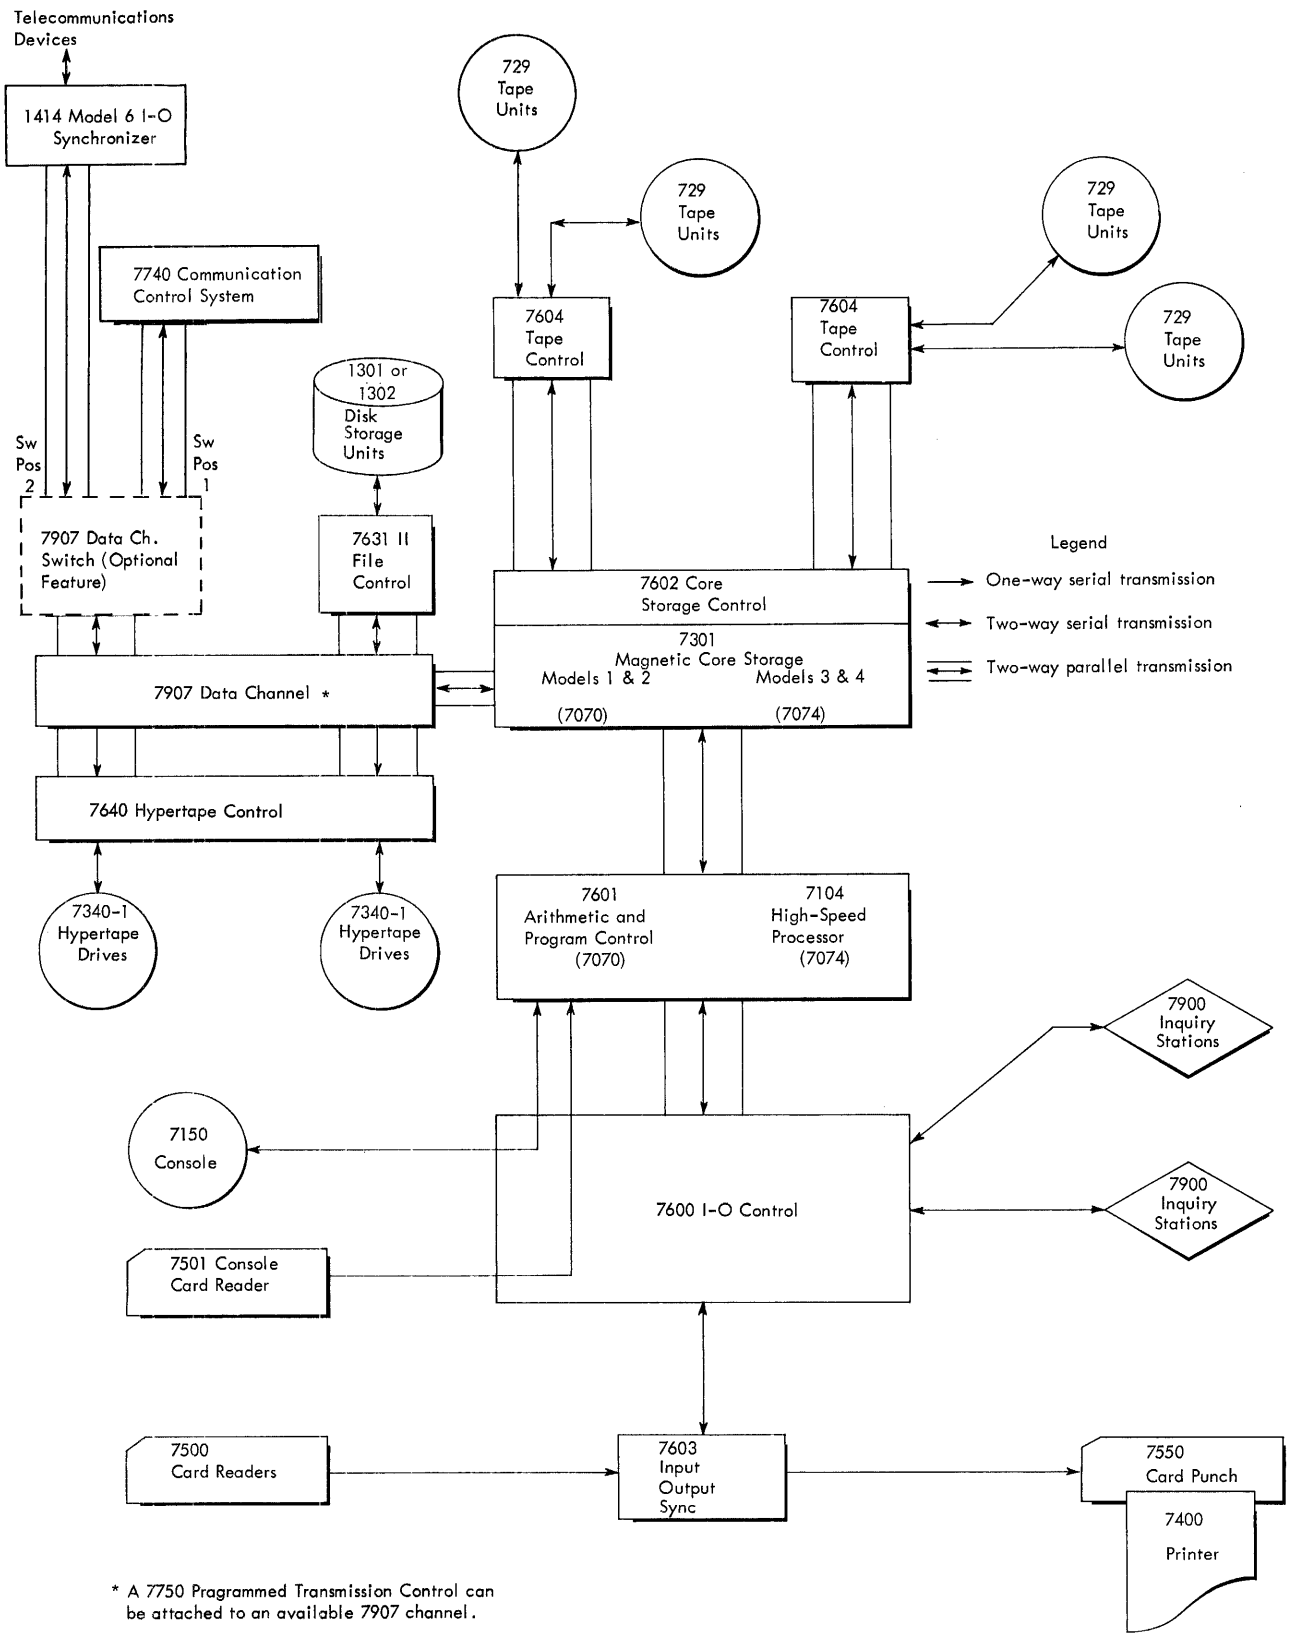 Telecommunications
Devices
1414 Model 6 I-O
Synchronizer
7740 Communication
Control System
729
Tape
Units
729
Tape
Units
729
Tape
Units
729
Tape
Units
7604
Tape
Control
7604
Tape
Control
1301 or
1302
Disk
Storage
Units
Sw
Pos
2
Sw
Pos
1
7907 Data Ch.
Switch (Optional
Feature)
7631 II
File
Control
7602 Core
Storage Control
7301
Magnetic Core Storage
Models 1 & 2
Models 3 & 4
(7070)
(7074)
Legend
One-way serial transmission
Two-way serial transmission
Two-way parallel transmission
7907 Data Channel *
7640 Hypertape Control
7340-1
Hypertape
Drives
7340-1
Hypertape
Drives
7601
Arithmetic and
Program Control
(7070)
7104
High-Speed
Processor
(7074)
7900
Inquiry
Stations
7150
Console
7600 I-O Control
7900
Inquiry
Stations
7501 Console
Card Reader
7500
Card Readers
7603
Input
Output
Sync
7550
Card Punch
7400
Printer
* A 7750 Pragrammed Transmission Control can
be attached to an available 7907 channel.